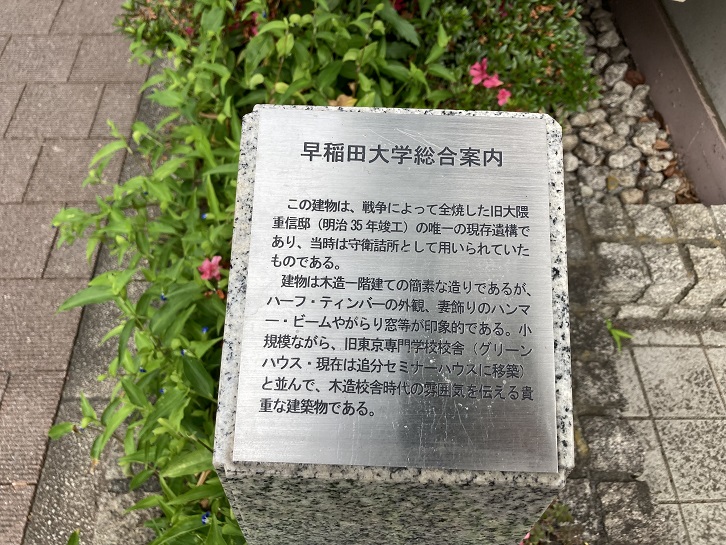 早稲田大学総合案内
この建物は、戦争によって全焼した旧大隈
重信邸（明治35年竣工）の唯一の現存遺構で
あり、当時は守衛詰所として用いられていた
ものである。
建物は木造一階建ての簡素な造りであるが、
ハーフ・ティンバーの外観、妻飾りのハンマ
ー・ビームやがらり窓等が印象的である。小
規模ながら、旧東京専門学校校舎（グリーン
ハウス・現在は追分セミナーハウスに移築）
と並んで、木造校舎時代の雰囲気を伝える貴
重な建築物である。